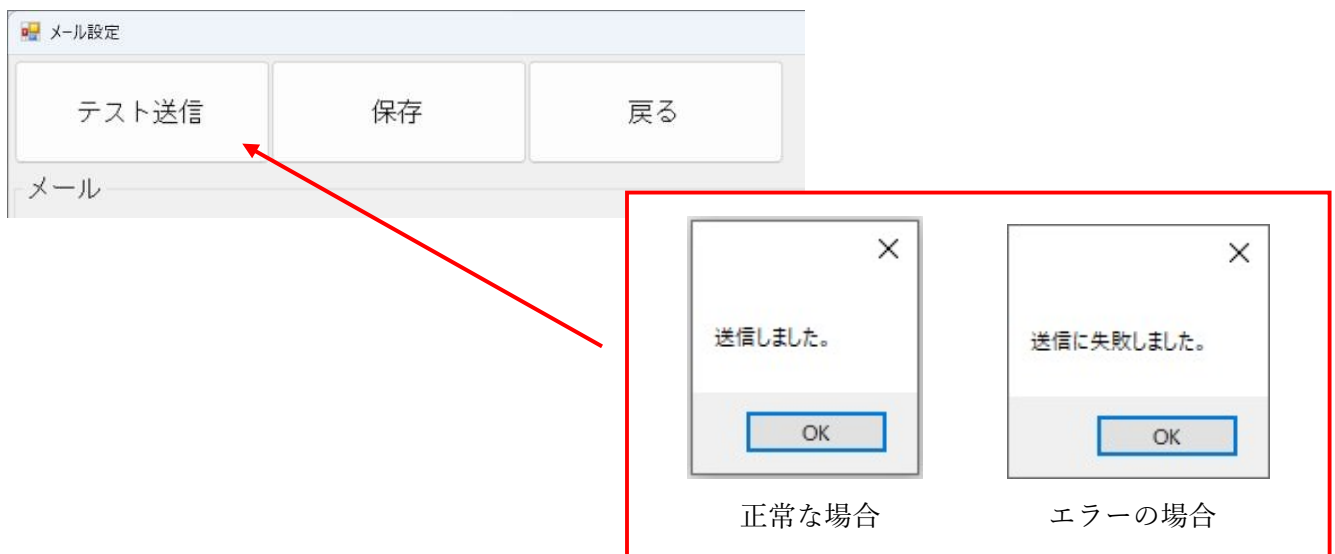 メール設定
テスト送信
保存
戻る
メール
送信しました。
OK
正常な場合
送信に失敗しました。
OK
エラーの場合